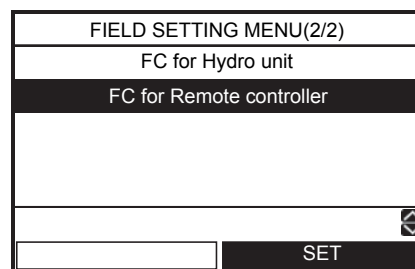 FIELD SETTING MENU(2/2)
FC for Hydro unit
FC for Remote controller
SET